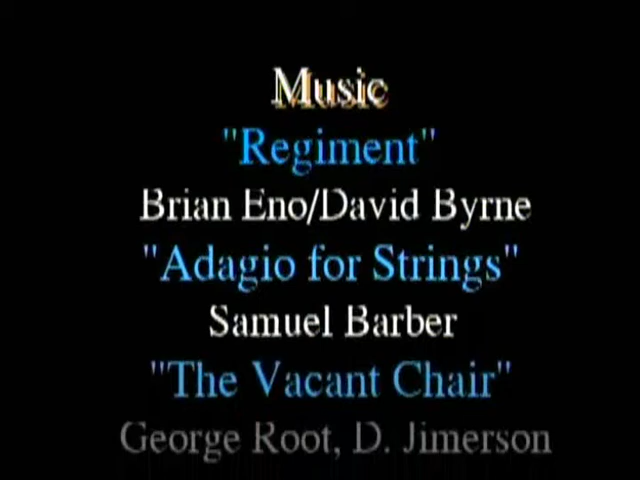 Music
"Regiment"
Brian Eno/David Byrne
"Adagio for Strings"
Samuel Barber
"The Vacant Chair"
George Root, D. Jimerson